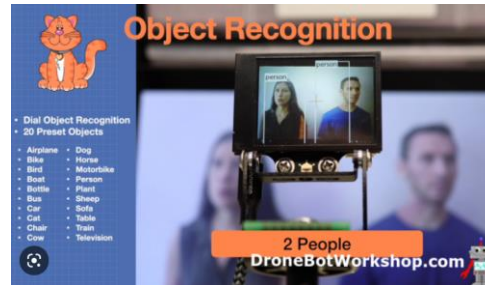 Object Recognition
person
person
• Dial Object Recognition
• 20 Preset Objects
• Airplane
• Bike
• Bird
• Boat
• Bottle
• Bus
• Car
• Cat
• Chair
• Cow
• Dog
• Horse
• Motorbike
• Person
• Plant
• Sheep
• Sofa
• Table
• Train
• Television
2 People
DroneBotWorkshop.com